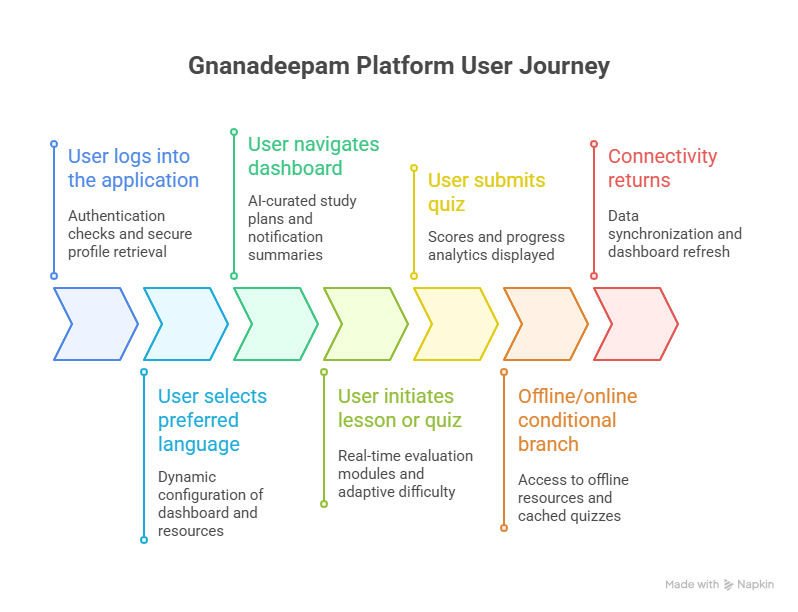 Gnanadeepam Platform User Journey
User logs into
the application
Authentication
checks and secure
profile retrieval
User selects
preferred
language
Dynamic
configuration of
dashboard and
resources
User navigates
dashboard
AI-curated study
plans and
notification
summaries
User initiates
lesson or quiz
Real-time evaluation
modules and
adaptive difficulty
User submits
quiz
Scores and progress
analytics displayed
Offline/online
conditional
branch
Access to offline
resources and
cached quizzes
Connectivity
returns
Data
synchronization and
dashboard refresh
Made with Napkin